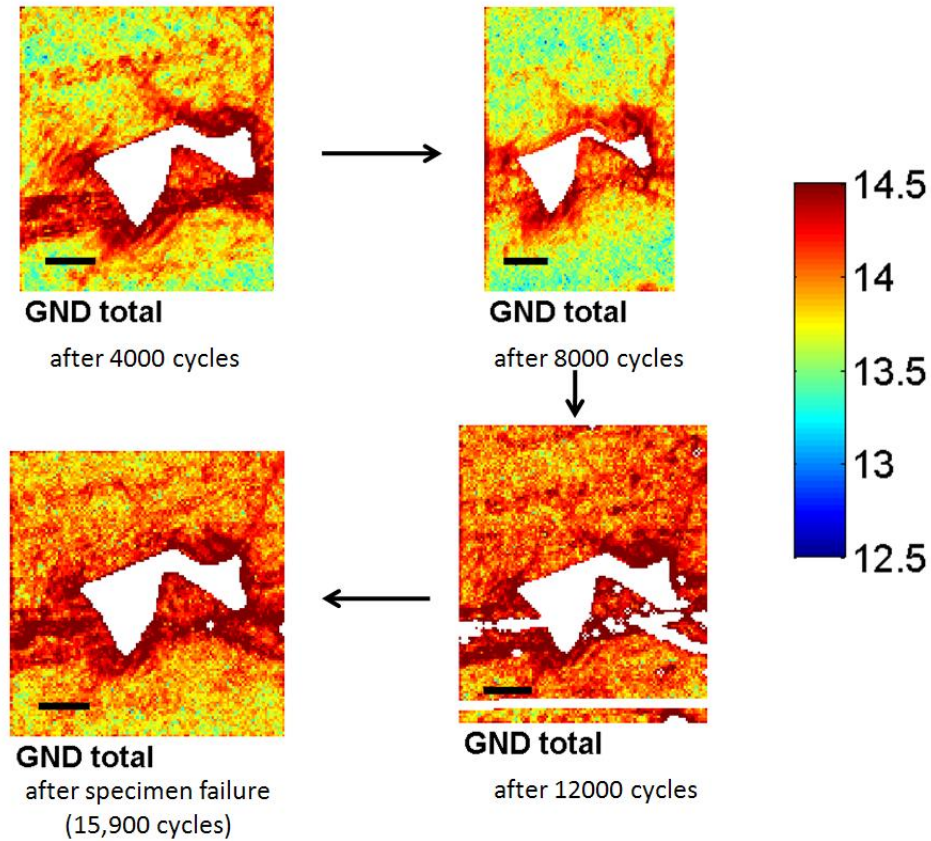 GND total
after 4000 cycles
GND total
after 8000 cycles
14.5
14
13.5
13
12.5
GND total
after 12000 cycles
GND total
after specimen failure
(15,900 cycles)